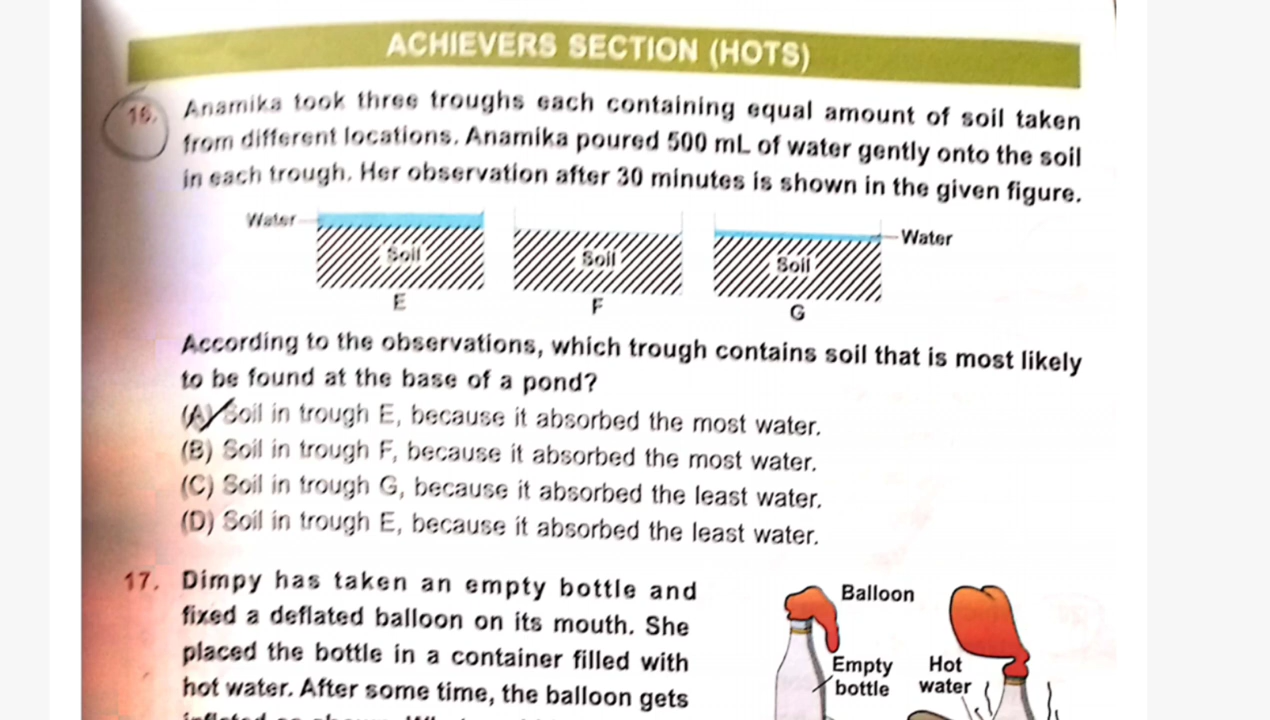 ACHIEVERS SECTION (HOTS)
16. Anamika took three troughs each containing equal amount of soil taken
from different locations. Anamika poured 500 mL of water gently onto the soil
in each trough. Her observation after 30 minutes is shown in the given figure.
Water
Water
Soil
Soil
Soil
E
F
G
According to the observations, which trough contains soil that is most likely
to be found at the base of a pond?
(A) Soil in trough E, because it absorbed the most water.
(B) Soil in trough F, because it absorbed the most water.
(C) Soil in trough G, because it absorbed the least water.
(D) Soil in trough E, because it absorbed the least water.
17. Dimpy has taken an empty bottle and
fixed a deflated balloon on its mouth. She
placed the bottle in a container filled with
hot water. After some time, the balloon gets
Balloon
Empty
bottle
Hot
water